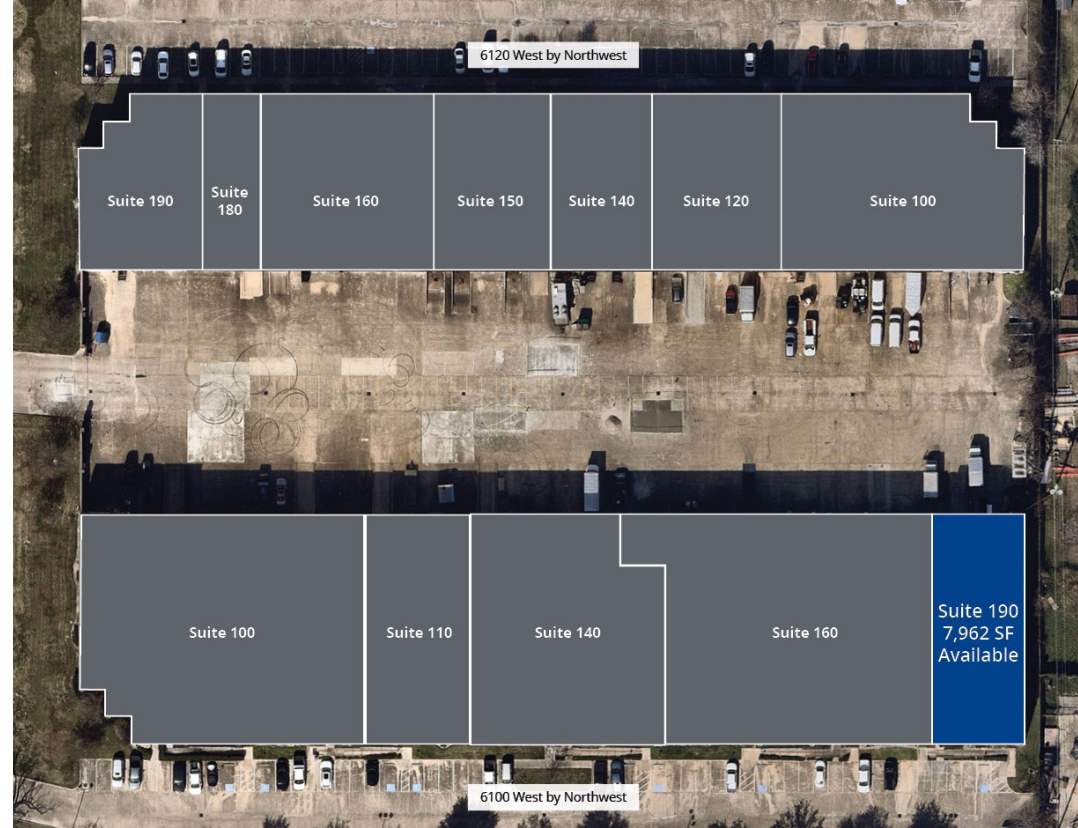 6120 West by Northwest
Suite 190
Suite
180
Suite 160
Suite 150
Suite 140
Suite 120
Suite 100
Suite 100
Suite 110
Suite 140
Suite 160
Suite 190
7,962 SF
Available
6100 West by Northwest